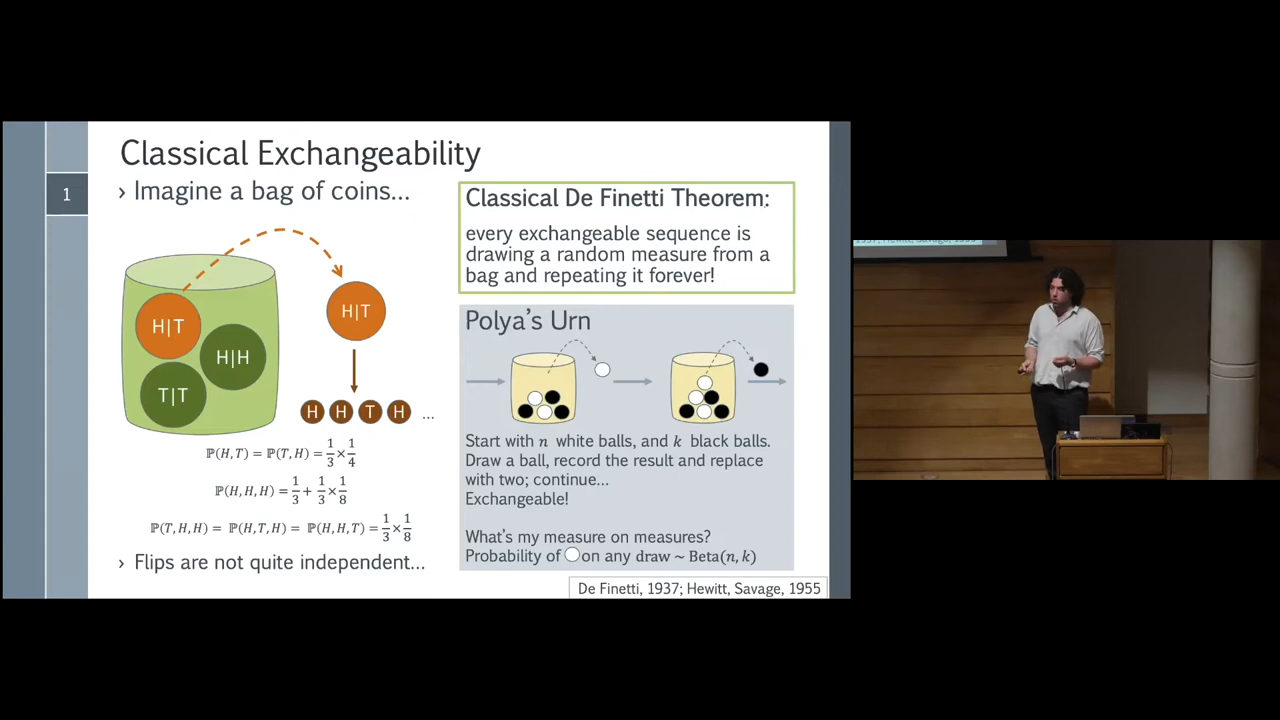 Classical Exchangeability
1
› Imagine a bag of coins...
H|T
H|T
H|H
T|T
H H T H ...
ℙ(H,T) = ℙ(T,H) = 1/3 × 1/4
ℙ(H,H,H) = 1/3 + 1/3 × 1/8
ℙ(T,H,H) = ℙ(H,T,H) = ℙ(H,H,T) = 1/3 × 1/8
› Flips are not quite independent...
Classical De Finetti Theorem:
every exchangeable sequence is
drawing a random measure from a
bag and repeating it forever!
Polya's Urn
Start with n white balls, and k black balls.
Draw a ball, record the result and replace
with two; continue...
Exchangeable!
What's my measure on measures?
Probability of on any draw ~ Beta(n, k)
De Finetti, 1937; Hewitt, Savage, 1955